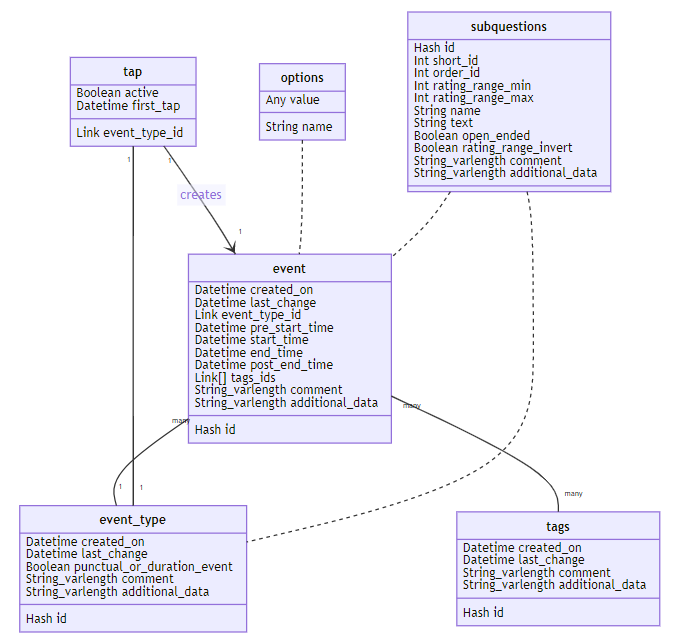 subquestions
Hash id
Int short_id
Int order_id
Int rating_range_min
Int rating_range_max
String name
String text
Boolean open_ended
Boolean rating_range_invert
String_varlength comment
String_varlength additional_data
tap
Boolean active
Datetime first_tap
Link event_type_id
options
Any value
String name
1
1
creates
1
event
Datetime created_on
Datetime last_change
Link event_type_id
Datetime pre_start_time
Datetime start_time
Datetime end_time
Datetime post_end_time
Link[] tags_ids
String_varlength comment
String_varlength additional_data
Hash id
many
many
1
1
many
event_type
Datetime created_on
Datetime last_change
Boolean punctual_or_duration_event
String_varlength comment
String_varlength additional_data
Hash id
tags
Datetime created_on
Datetime last_change
String_varlength comment
String_varlength additional_data
Hash id